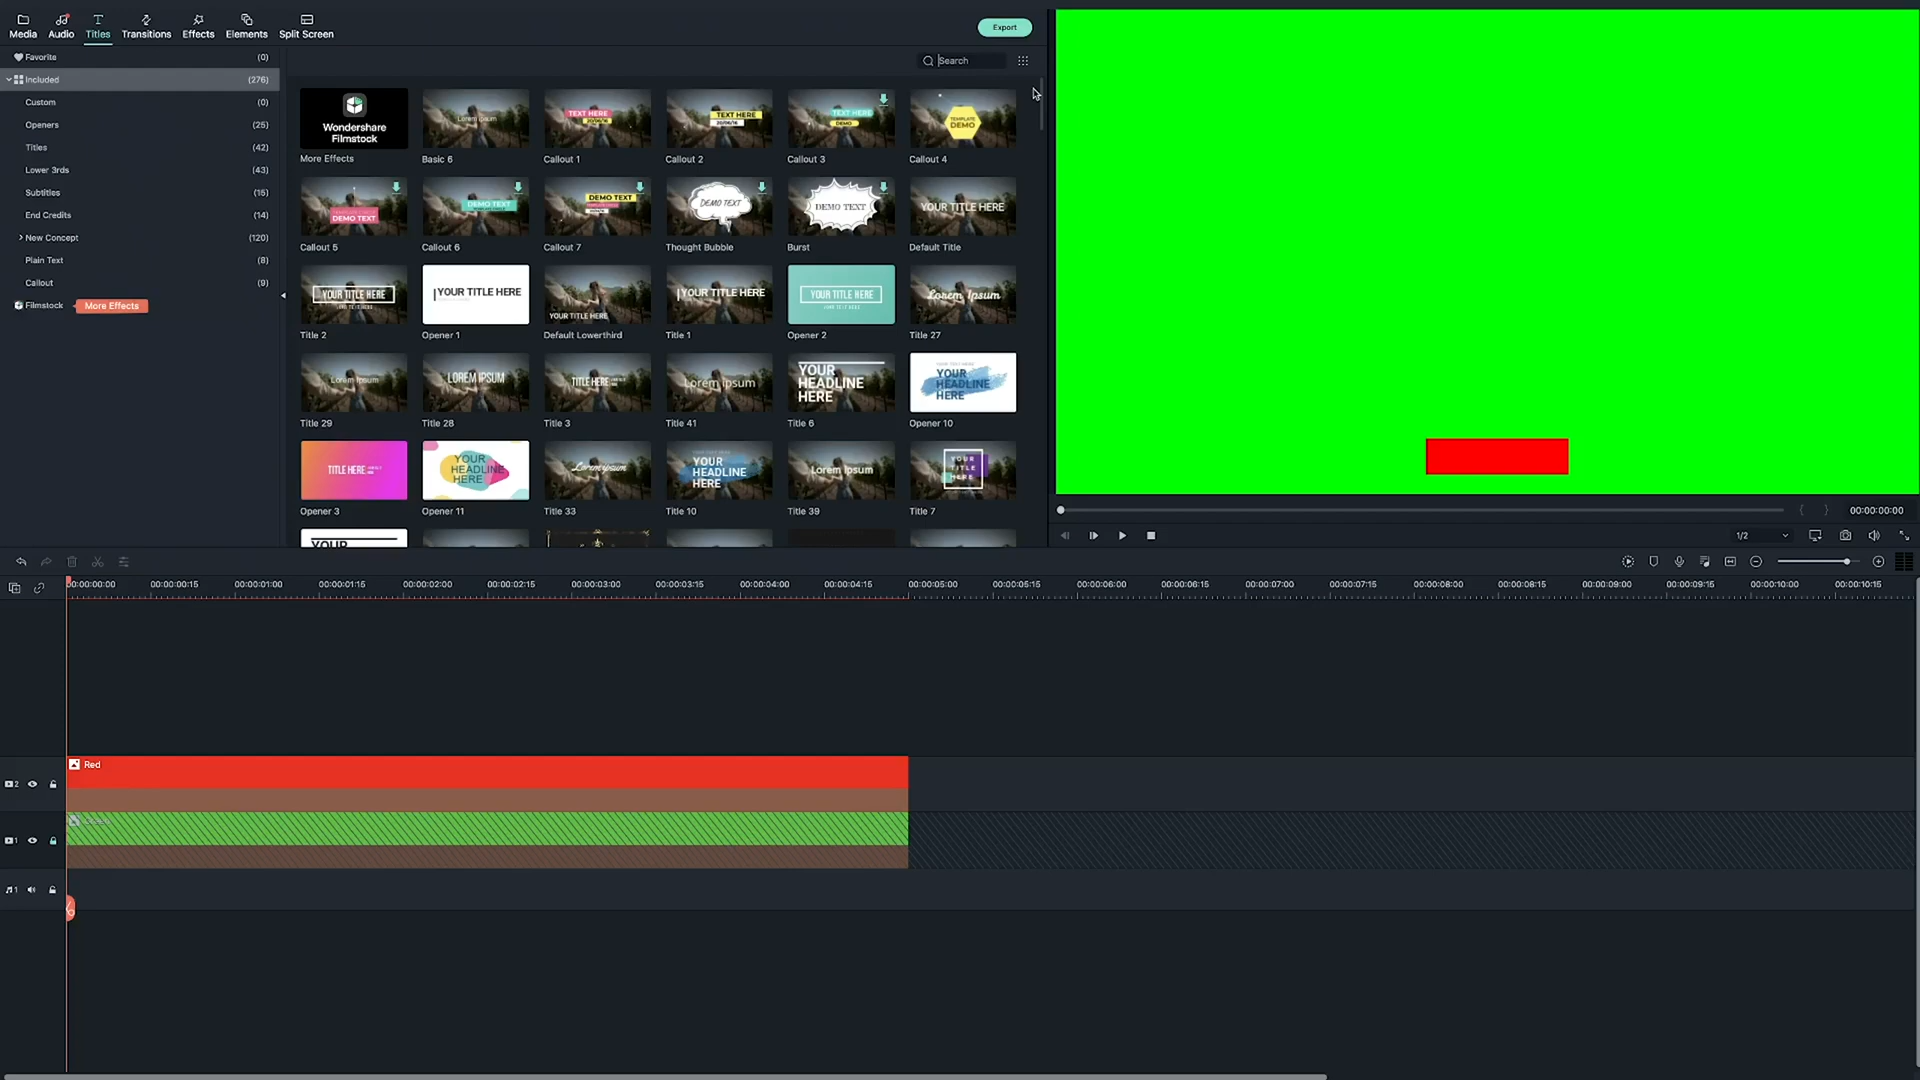 Media Audio Titles Transitions Effects Elements Split Screen
Export
Favorite (0)
Included (276)
Custom (0)
Openers (25)
Titles (42)
Lower 3rds (43)
Subtitles (15)
End Credits (14)
New Concept (120)
Plain Text (8)
Callout (9)
Filmstock More Effects
Search
Wondershare
Filmstock
Lorem Ipsum
TEXT HERE
20/06/16
TEXT HERE
20/06/16
TEXT HERE
DEMO
TEMPLATE
DEMO
More Effects Basic 6 Callout 1 Callout 2 Callout 3 Callout 4
DEMO TEXT
DEMO TEXT
DEMO TEXT
DEMO TEXT
DEMO TEXT
YOUR TITLE HERE
Callout 5 Callout 6 Callout 7 Thought Bubble Burst Default Title
YOUR TITLE HERE
YOUR TITLE HERE
YOUR TITLE HERE
YOUR TITLE HERE
YOUR TITLE HERE
Lorem Ipsum
Title 2 Opener 1 Default Lowerthird Title 1 Opener 2 Title 27
Lorem Ipsum
LOREM IPSUM
TITLE HERE
Lorem Ipsum
YOUR
HEADLINE
HERE
YOUR
HEADLINE
HERE
Title 29 Title 28 Title 3 Title 41 Title 6 Opener 10
TITLE HERE
YOUR
HEADLINE
HERE
Lorem Ipsum
YOUR
HEADLINE
HERE
Lorem Ipsum
YOUR
TITLE
HERE
Opener 3 Opener 11 Title 33 Title 10 Title 39 Title 7
YOUR
00:00:00:00
1/2
00:00:00:00 00:00:00:15 00:00:01:00 00:00:01:15 00:00:02:00 00:00:02:15 00:00:03:00 00:00:03:15 00:00:04:00 00:00:04:15 00:00:05:00 00:00:05:15 00:00:06:00 00:00:06:15 00:00:07:00 00:00:07:15 00:00:08:00 00:00:08:15 00:00:09:00 00:00:09:15 00:00:10:00 00:00:10:15
Red
2
Green
1
1